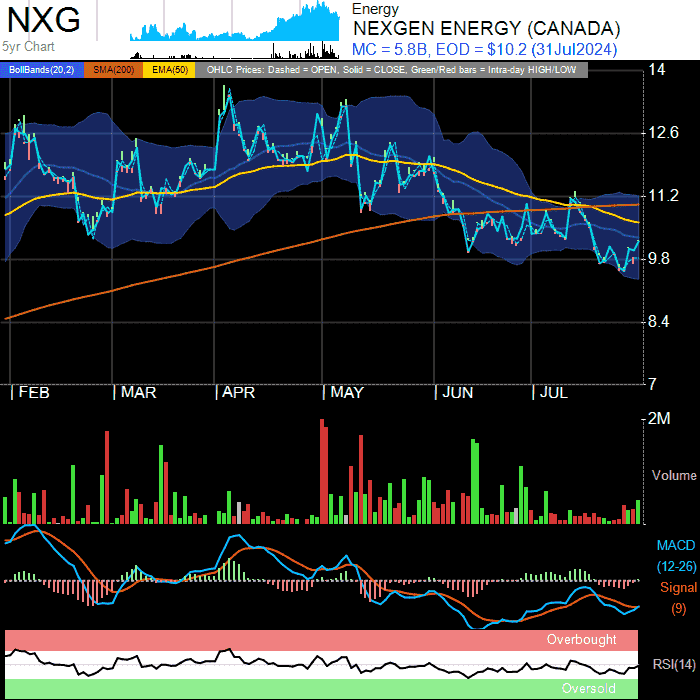 NXG
5yr Chart
Energy
NEXGEN ENERGY (CANADA)
MC = 5.8B, EOD = $10.2 (31Jul2024)
BollBands(20,2) SMA(200) EMA(50) OHLC Prices: Dashed = OPEN, Solid = CLOSE, Green/Red bars = Intra-day HIGH/LOW
14
12.6
11.2
9.8
8.4
7
| FEB | MAR | APR | MAY | JUN | JUL
2M
Volume
MACD
(12-26)
Signal
(9)
Overbought
RSI(14)
Oversold